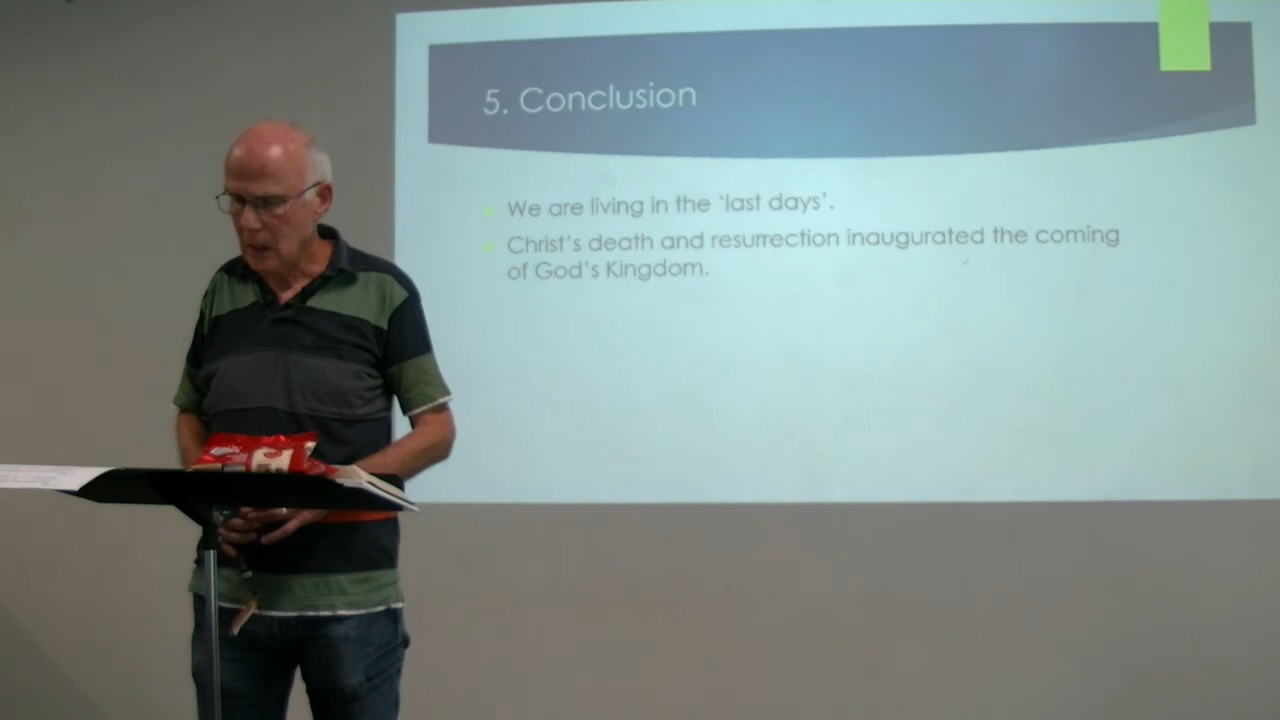 5. Conclusion
We are living in the ‘last days’.
Christ’s death and resurrection inaugurated the coming
of God’s Kingdom.